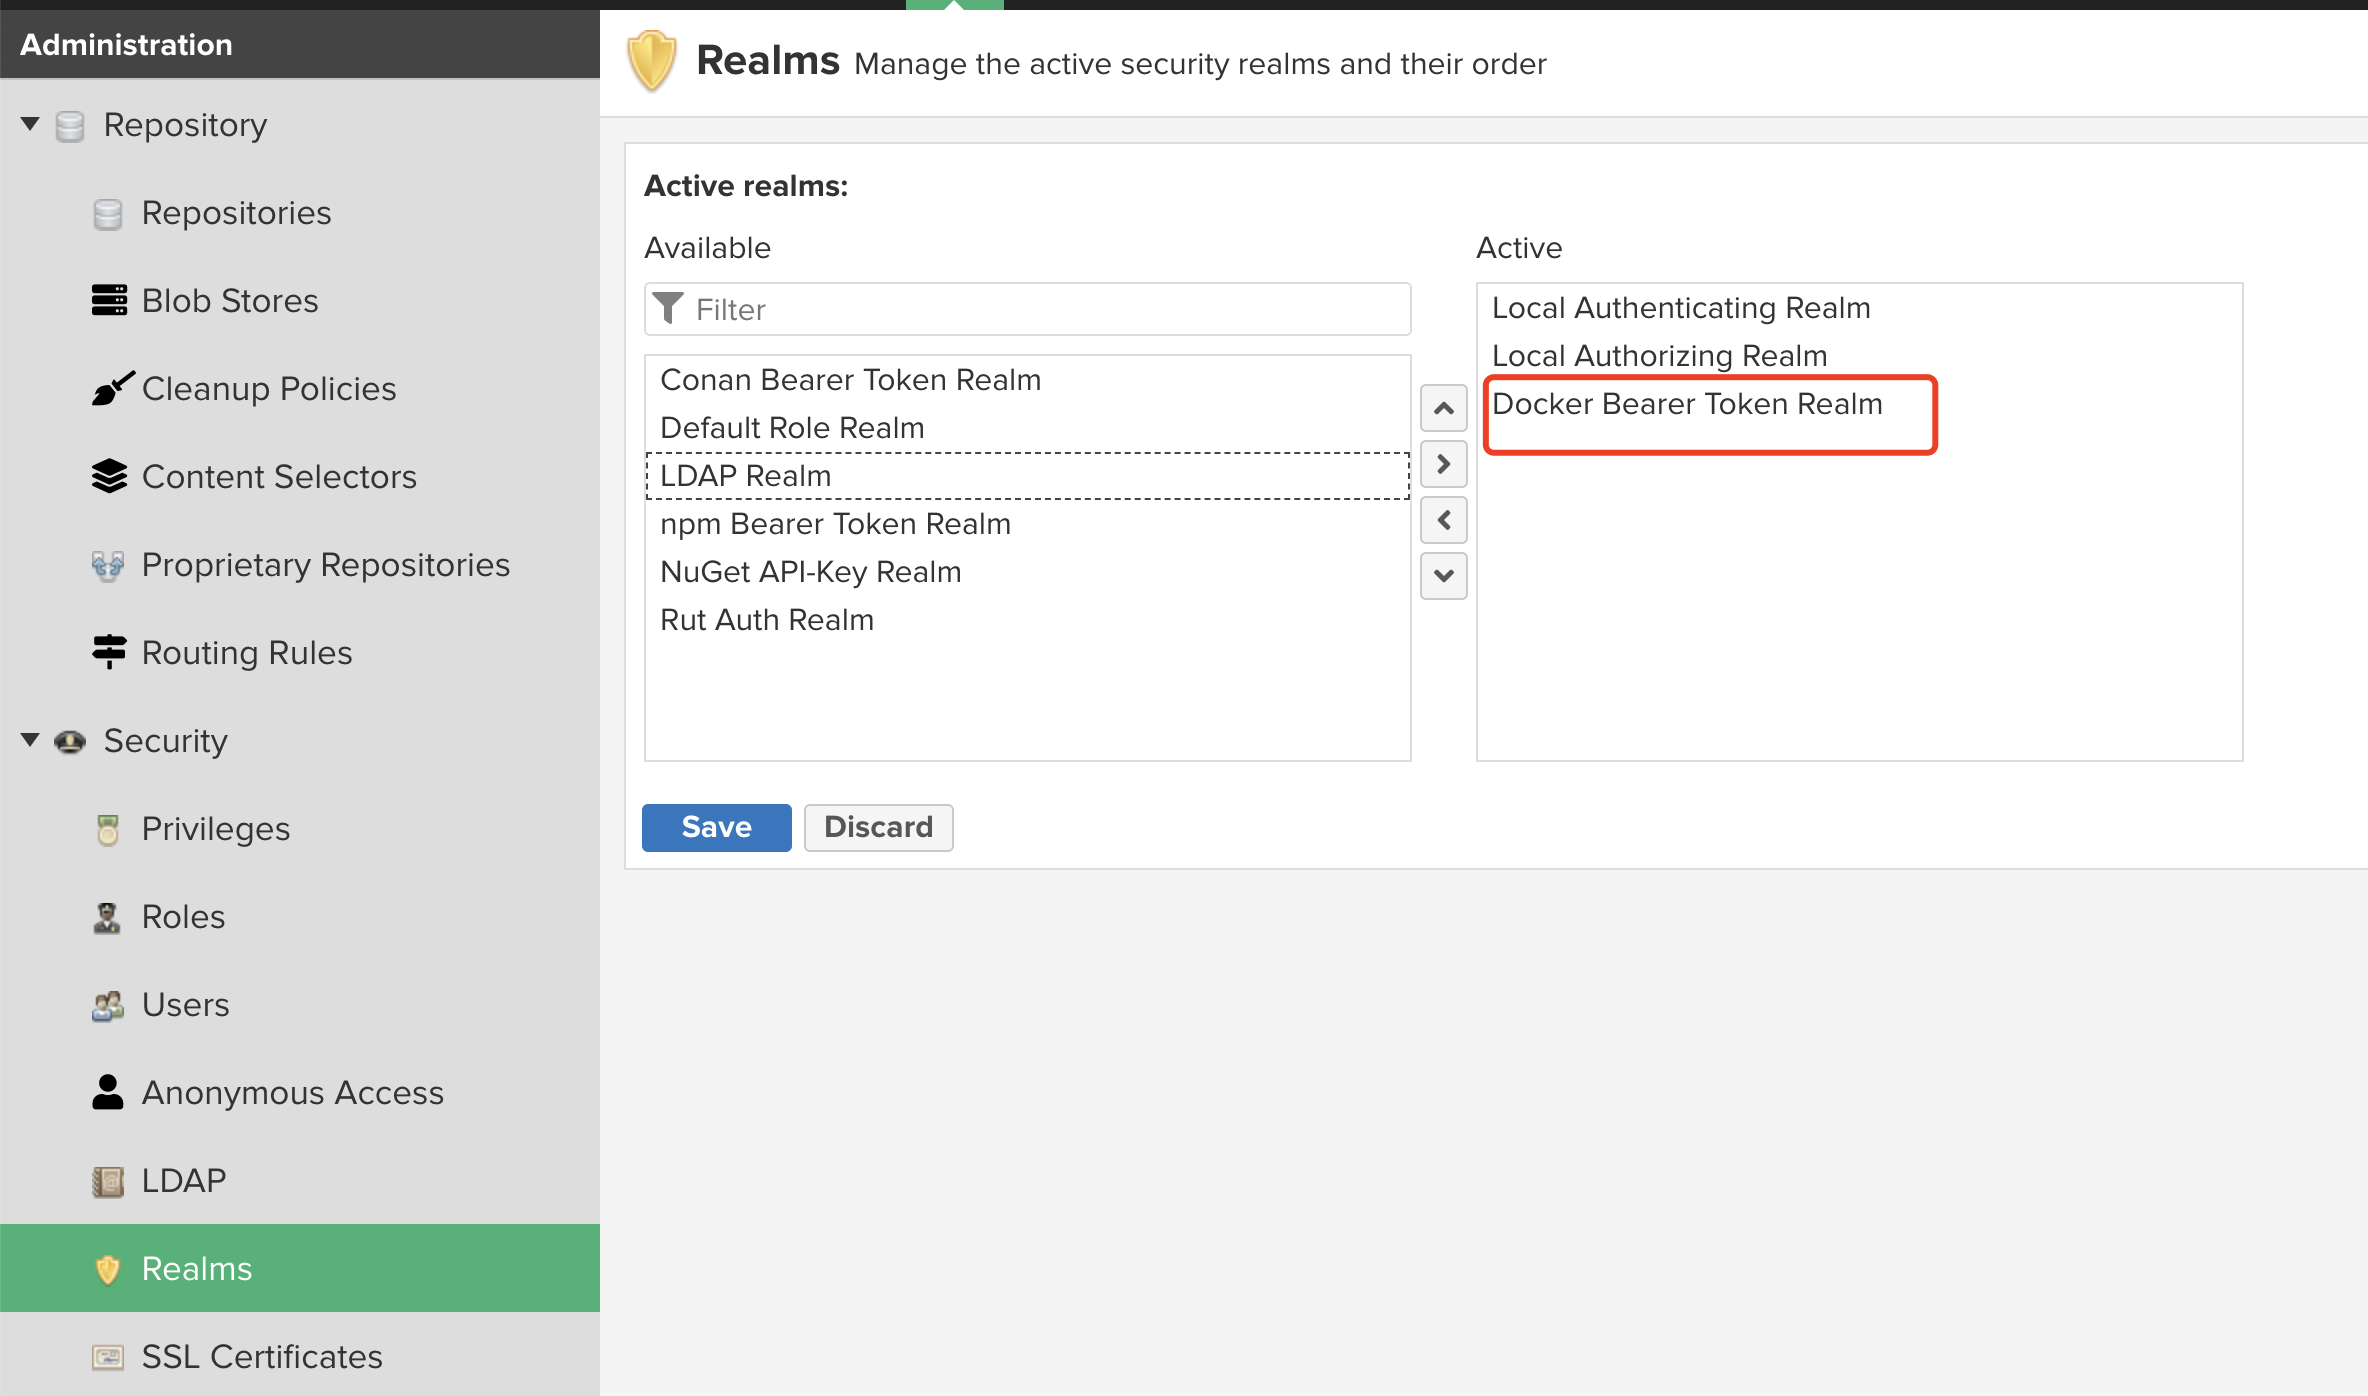 Administration
Repository
Repositories
Blob Stores
Cleanup Policies
Content Selectors
Proprietary Repositories
Routing Rules
Security
Privileges
Roles
Users
Anonymous Access
LDAP
Realms
SSL Certificates
Realms Manage the active security realms and their order
Active realms:
Available
Filter
Conan Bearer Token Realm
Default Role Realm
LDAP Realm
npm Bearer Token Realm
NuGet API-Key Realm
Rut Auth Realm
Active
Local Authenticating Realm
Local Authorizing Realm
Docker Bearer Token Realm
Save
Discard